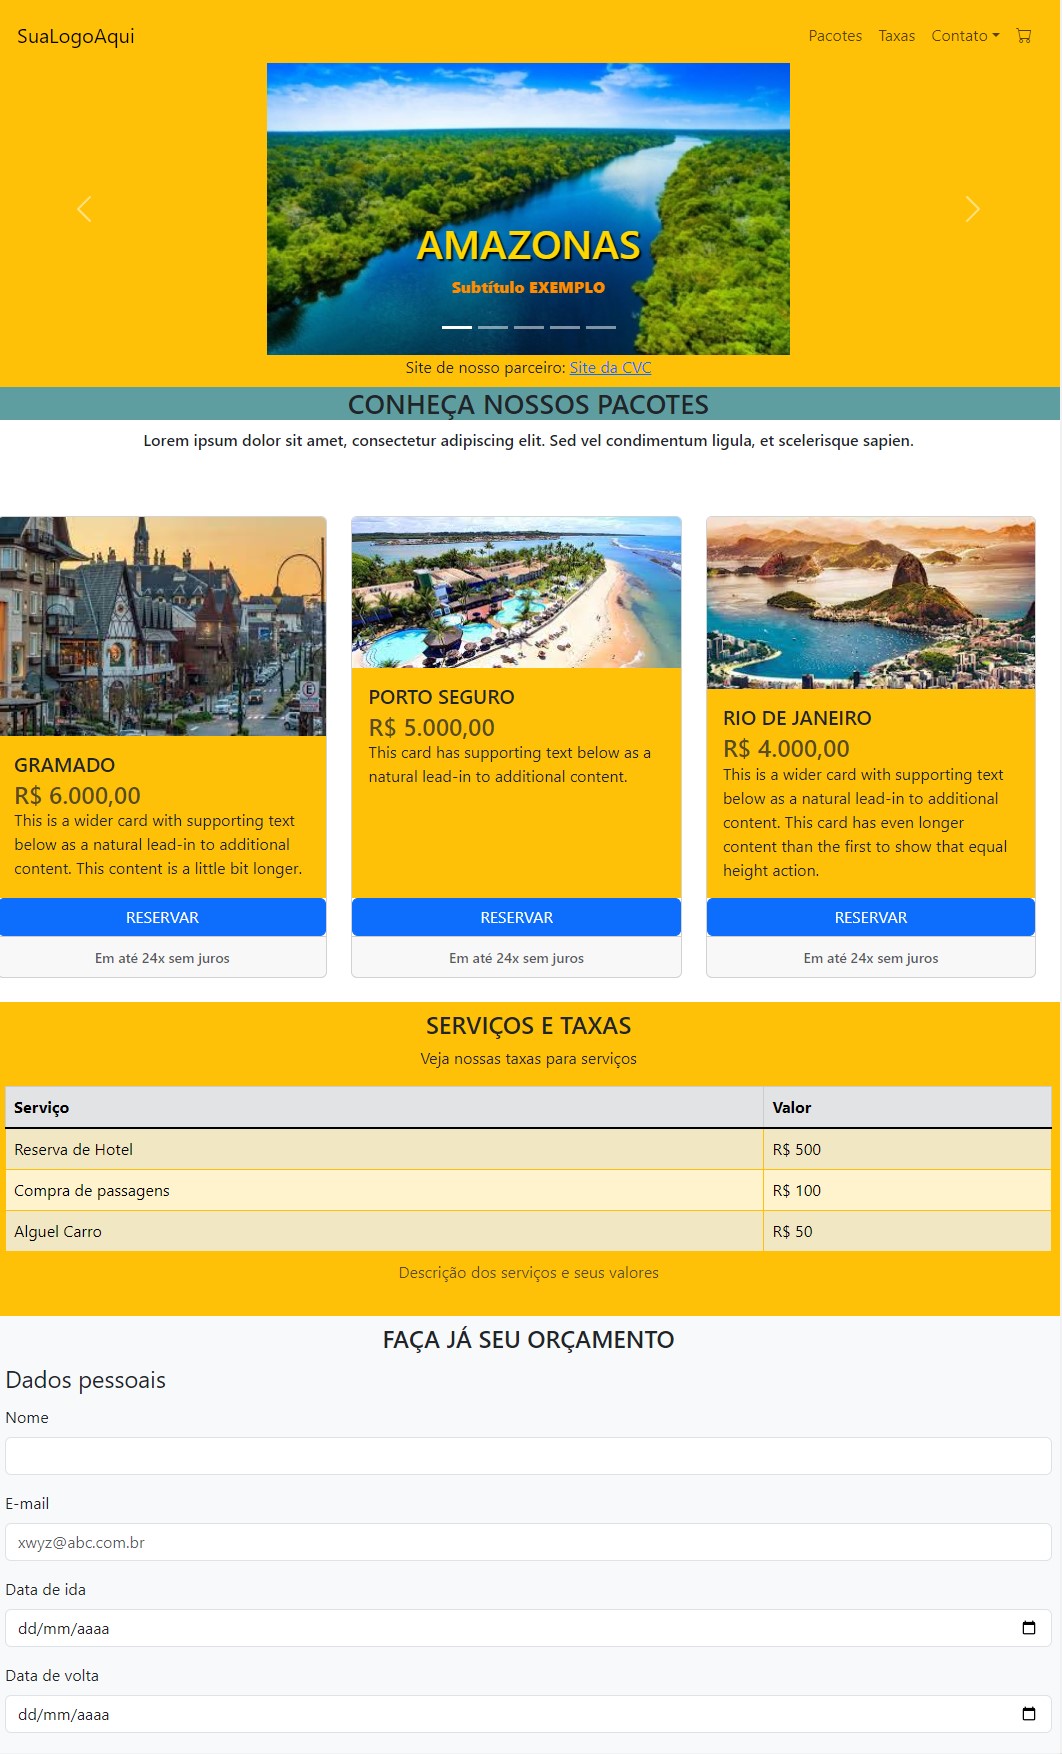 SuaLogoAqui Pacotes Taxas Contato
AMAZONAS
Subtítulo EXEMPLO
Site de nosso parceiro: Site da CVC
CONHEÇA NOSSOS PACOTES
Lorem ipsum dolor sit amet, consectetur adipiscing elit. Sed vel condimentum ligula, et scelerisque sapien.
E
GRAMADO
R$ 6.000,00
This is a wider card with supporting text
below as a natural lead-in to additional
content. This content is a little bit longer.
RESERVAR
Em até 24x sem juros
PORTO SEGURO
R$ 5.000,00
This card has supporting text below as a
natural lead-in to additional content.
RESERVAR
Em até 24x sem juros
RIO DE JANEIRO
R$ 4.000,00
This is a wider card with supporting text
below as a natural lead-in to additional
content. This card has even longer
content than the first to show that equal
height action.
RESERVAR
Em até 24x sem juros
SERVIÇOS E TAXAS
Veja nossas taxas para serviços
Serviço Valor
Reserva de Hotel R$ 500
Compra de passagens R$ 100
Alguel Carro R$ 50
Descrição dos serviços e seus valores
FAÇA JÁ SEU ORÇAMENTO
Dados pessoais
Nome
E-mail
xwyz@abc.com.br
Data de ida
dd/mm/aaaa
Data de volta
dd/mm/aaaa